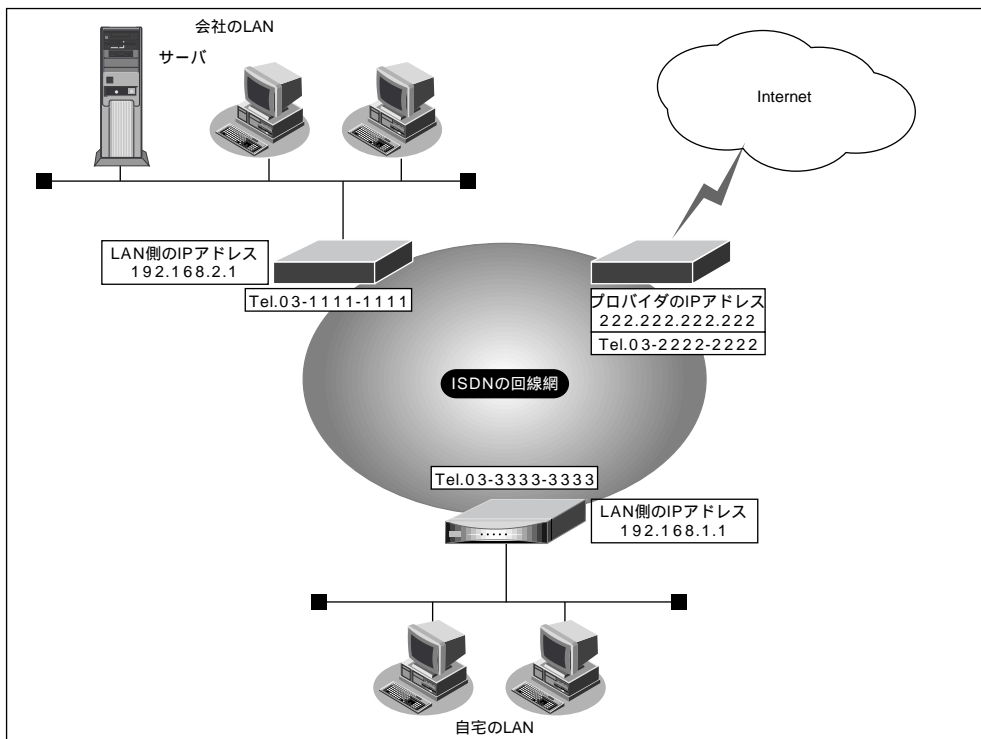 会社のLAN
サーバ
Internet
LAN側のIPアドレス
192.168.2.1
Tel.03-1111-1111
プロバイダのIPアドレス
222.222.222.222
Tel.03-2222-2222
ISDNの回線網
Tel.03-3333-3333
LAN側のIPアドレス
192.168.1.1
自宅のLAN